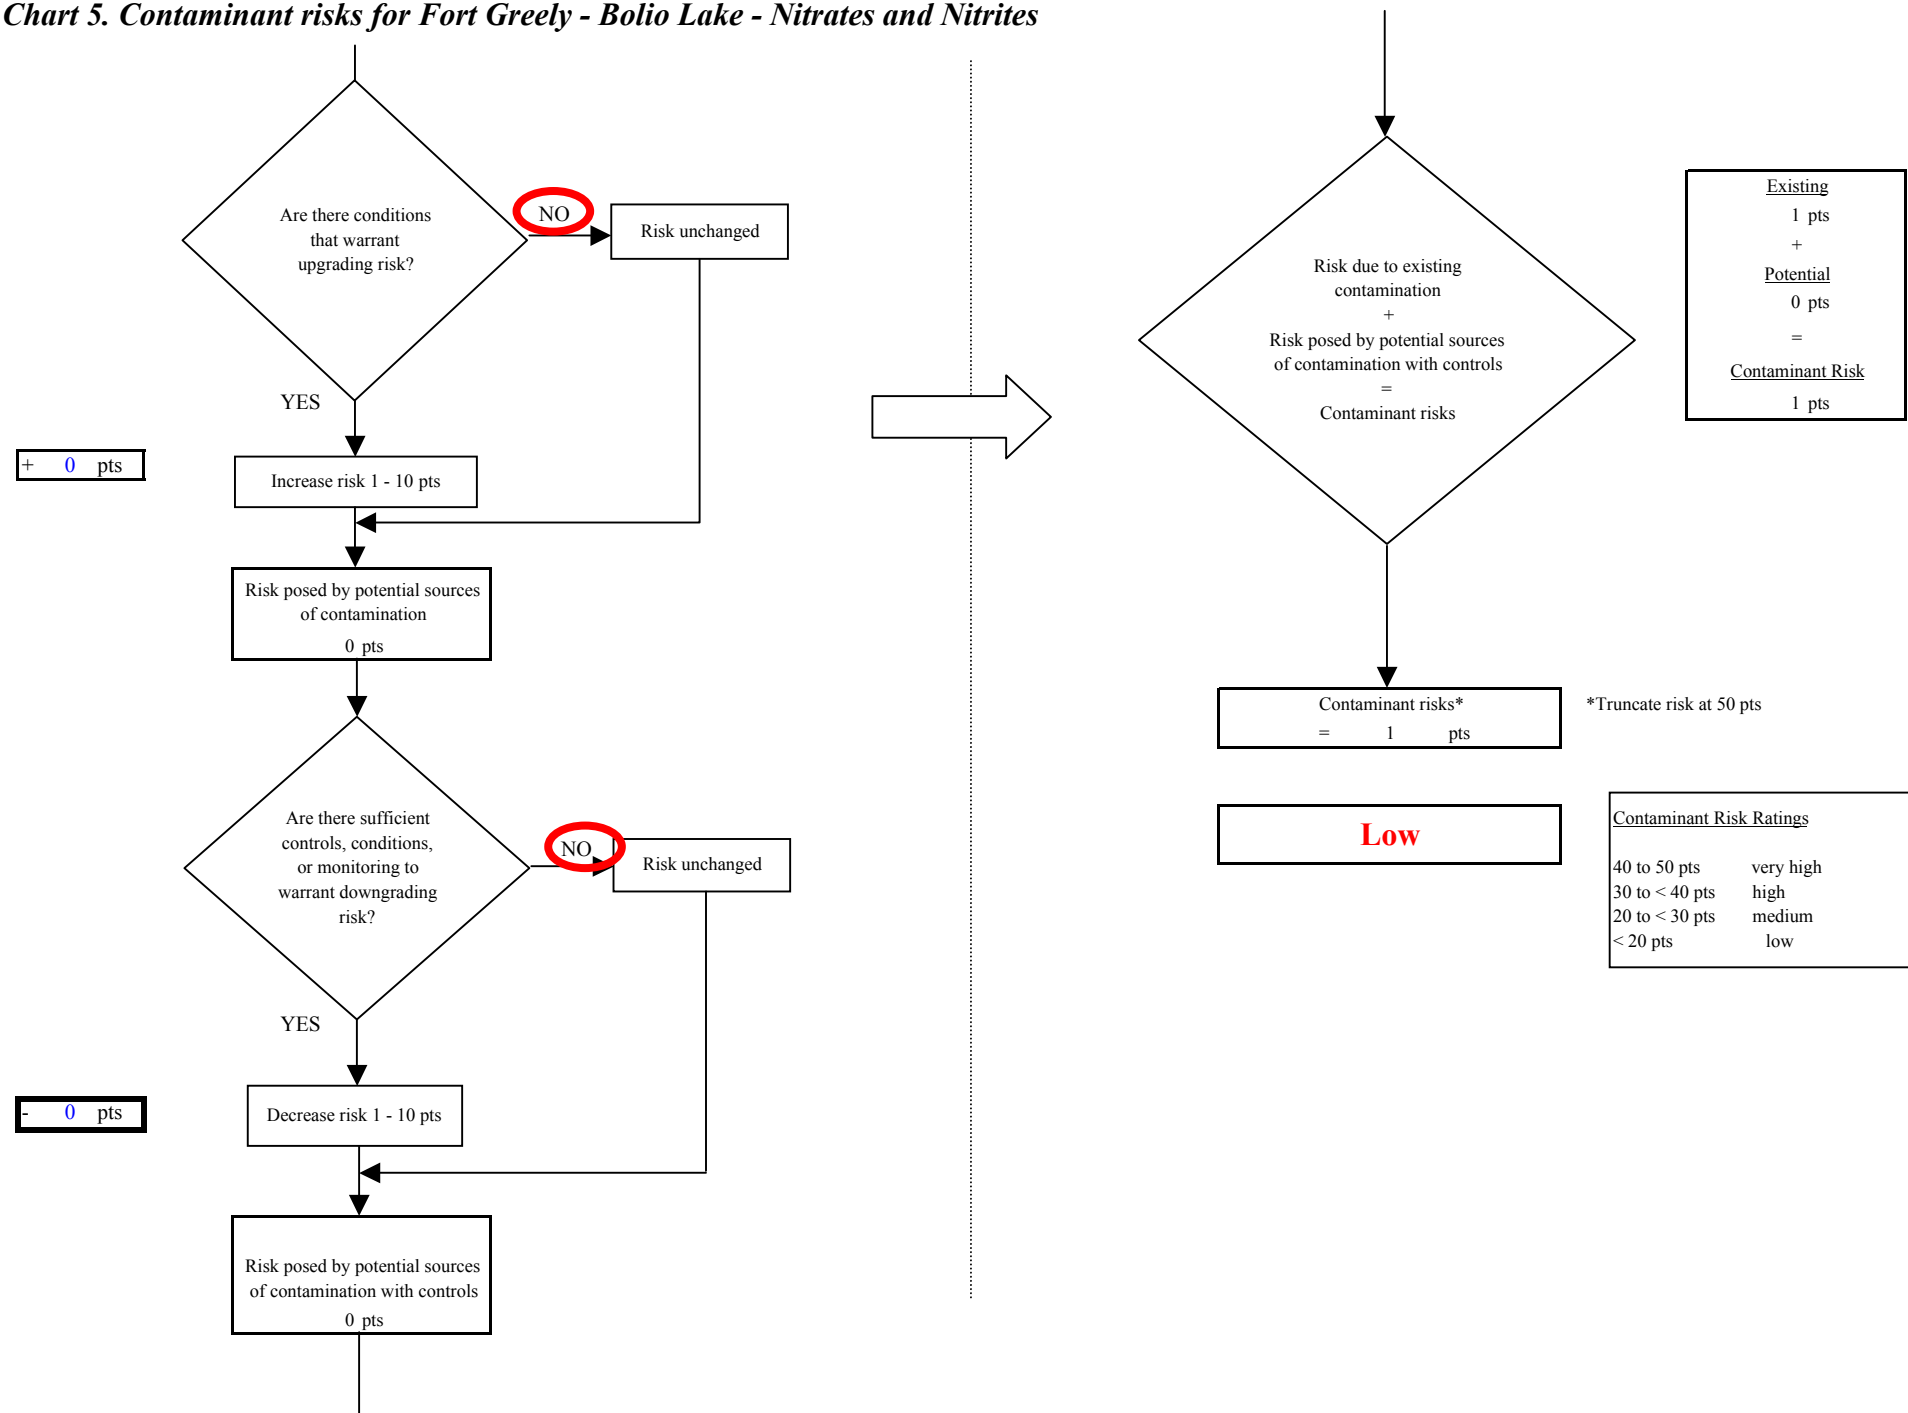 Chart 5. Contaminant risks for Fort Greely - Bolio Lake - Nitrates and Nitrites
Are there conditions
that warrant
upgrading risk?
NO
Risk unchanged
YES
+ 0 pts
Increase risk 1 - 10 pts
Risk posed by potential sources
of contamination
0 pts
Are there sufficient
controls, conditions,
or monitoring to
warrant downgrading
risk?
NO
Risk unchanged
YES
- 0 pts
Decrease risk 1 - 10 pts
Risk posed by potential sources
of contamination with controls
0 pts
Risk due to existing
contamination
+
Risk posed by potential sources
of contamination with controls
=
Contaminant risks
Existing
1 pts
+
Potential
0 pts
=
Contaminant Risk
1 pts
Contaminant risks*
= 1 pts
*Truncate risk at 50 pts
Low
Contaminant Risk Ratings
40 to 50 pts very high
30 to < 40 pts high
20 to < 30 pts medium
< 20 pts low